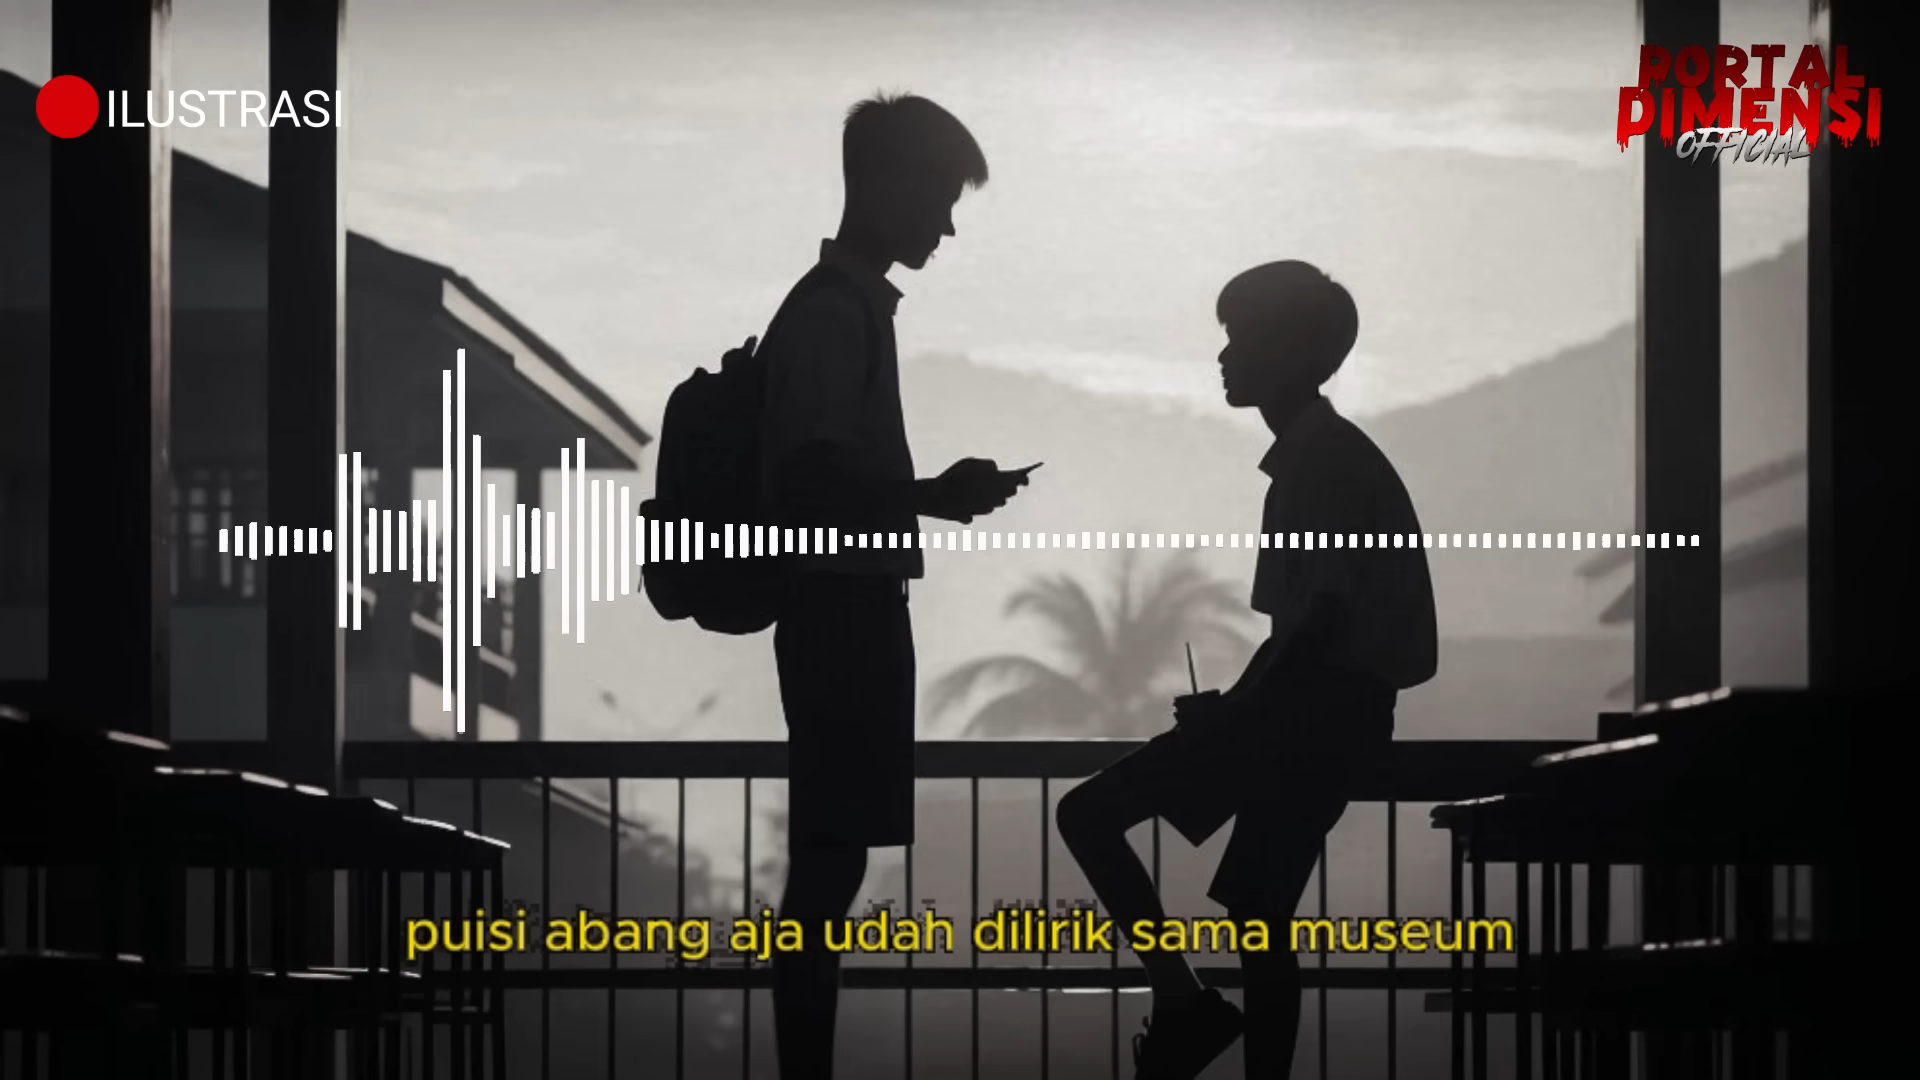 ILUSTRASI
PORTAL
DIMENSI
OFFICIAL
puisi abang aja udah dilirik sama museum